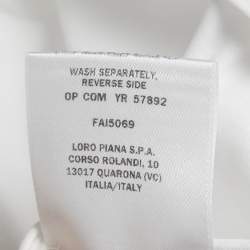 WASH SEPARATELY,
REVERSE SIDE
OP COM YR 57892
FAI5069
LORO PIANA S.P.A.
CORSO ROLANDI, 10
13017 QUARONA (VC)
ITALIA/ITALY